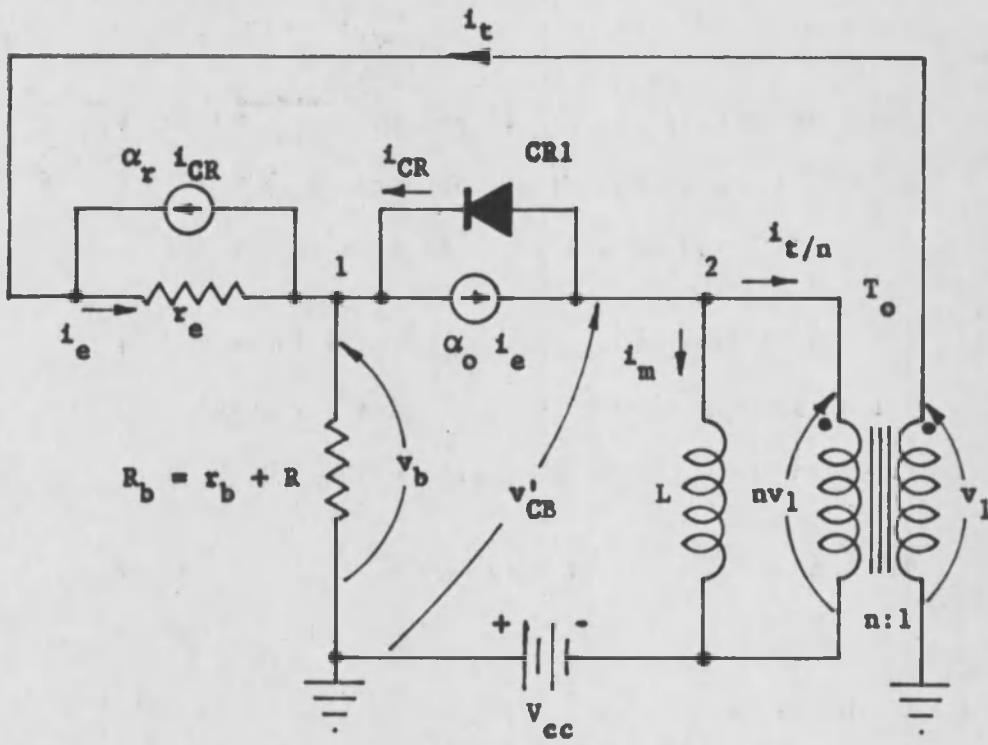 i_t
α_r i_CR
i_CR
CR1
1
2
i_t/n
T_o
i_e
r_e
α_o i_e
i_m
R_b = r_b + R
v_b
v'_CB
L
nv_1
v_1
+
-
n:1
V_cc